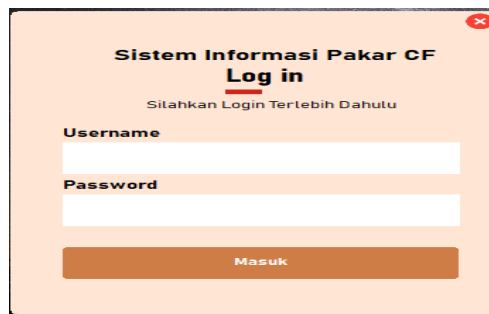 Sistem Informasi Pakar CF
Log in
Silahkan Login Terlebih Dahulu
Username
Password
Masuk